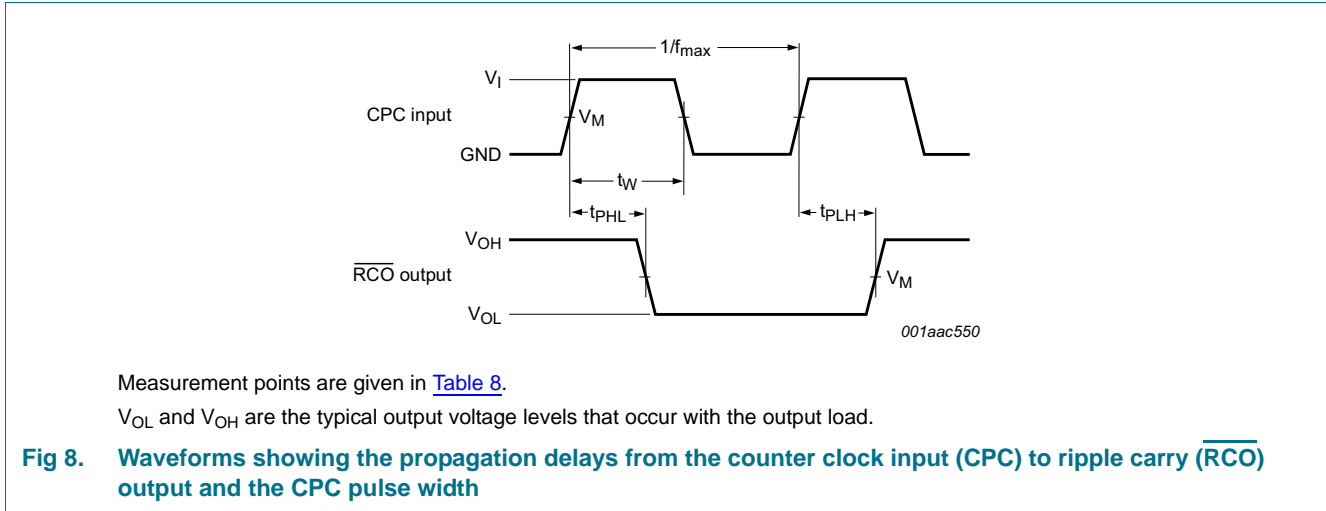 1/fmax
VI
CPC input
VM
GND
tW
tPHL
tPLH
VOH
RCO output
VM
VOL
001aac550
Measurement points are given in Table 8.
VOL and VOH are the typical output voltage levels that occur with the output load.
Fig 8. Waveforms showing the propagation delays from the counter clock input (CPC) to ripple carry (RCO)
output and the CPC pulse width